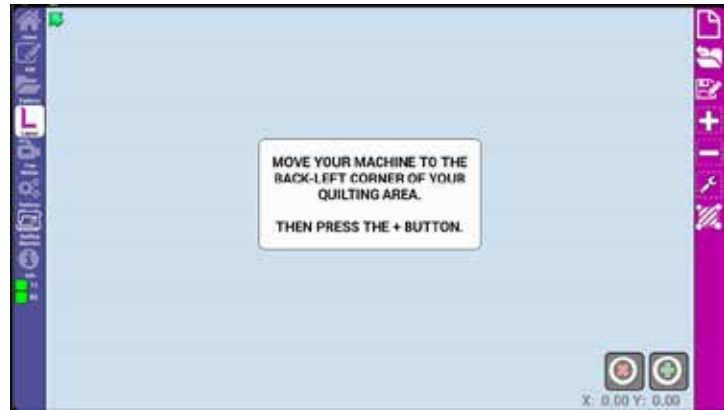 MOVE YOUR MACHINE TO THE
BACK-LEFT CORNER OF YOUR
QUILTING AREA.
THEN PRESS THE + BUTTON.
X: 0.00 Y: 0.00